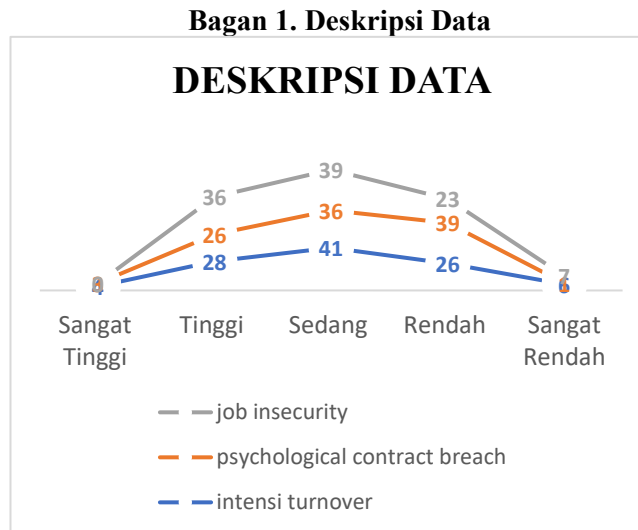 Bagan 1. Deskripsi Data
DESKRIPSI DATA
39
36
23
36
26
39
41
28
26
7
4
6
Sangat Tinggi
Tinggi
Sedang
Rendah
Sangat Rendah
job insecurity
psychological contract breach
intensi turnover